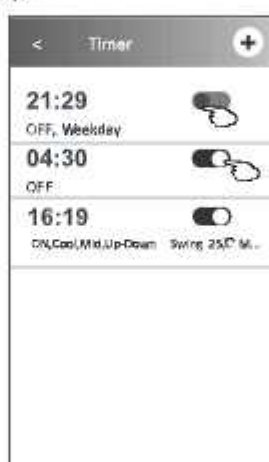 < Timer +
21:29
OFF, Weekday
04:30
OFF
16:19
ON,Cool,Mid,Up-Down Swing 25℃ M...